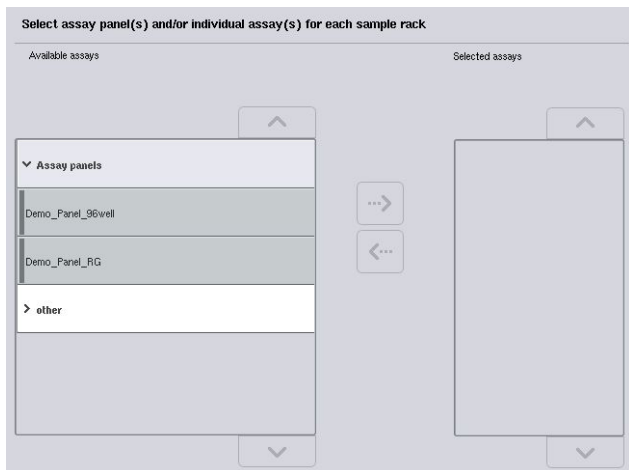 Select assay panel(s) and/or individual assay(s) for each sample rack
Available assays
Selected assays
Assay panels
Demo_Panel_96well
Demo_Panel_RG
other